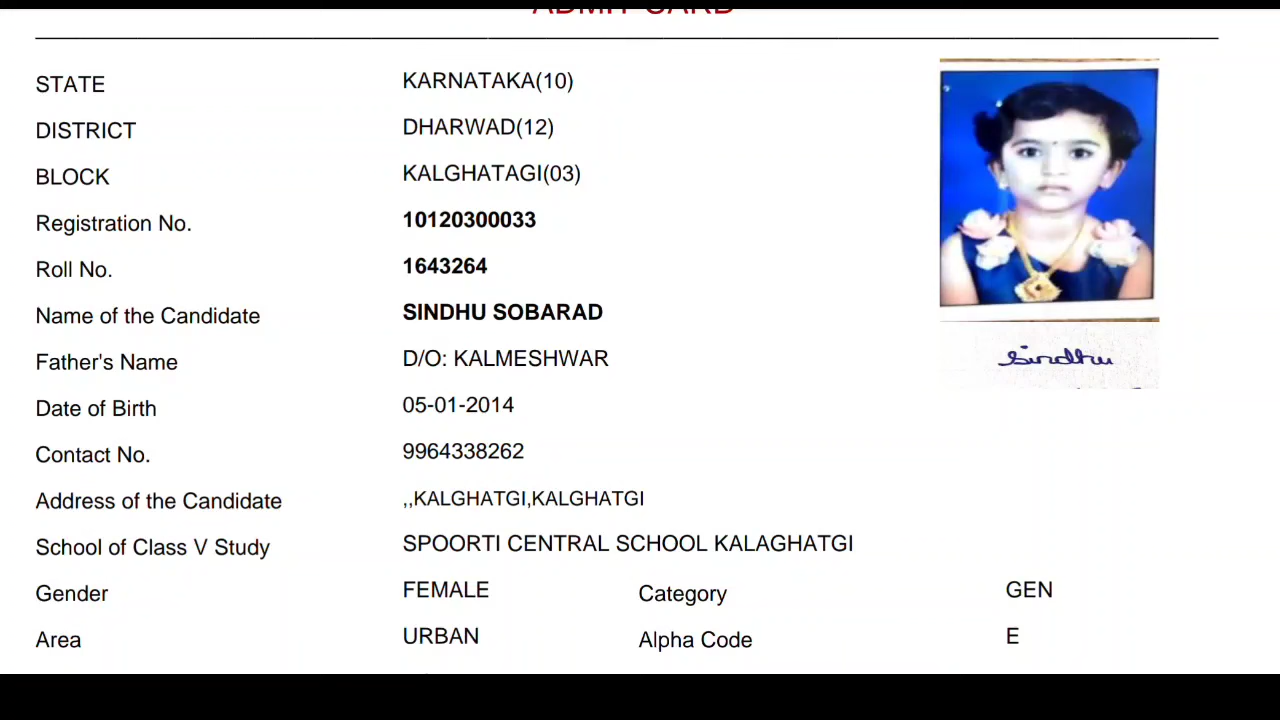 ADMIT CARD
STATE KARNATAKA(10)
DISTRICT DHARWAD(12)
BLOCK KALGHATAGI(03)
Registration No. 10120300033
Roll No. 1643264
Name of the Candidate SINDHU SOBARAD
Father's Name D/O: KALMESHWAR
Date of Birth 05-01-2014
Contact No. 9964338262
Address of the Candidate ,,KALGHATGI,KALGHATGI
School of Class V Study SPOORTI CENTRAL SCHOOL KALAGHATGI
Gender FEMALE Category GEN
Area URBAN Alpha Code E
Sindhu